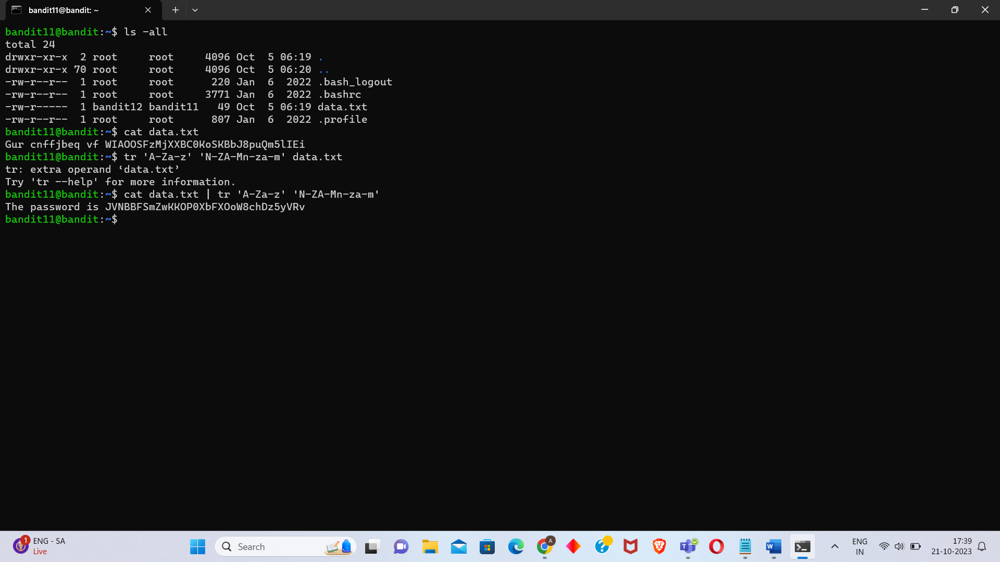 bandit11@bandit: ~
bandit11@bandit:~$ ls -all
total 24
drwxr-xr-x  2 root     root     4096 Oct  5 06:19 .
drwxr-xr-x 70 root     root     4096 Oct  5 06:20 ..
-rw-r--r--  1 root     root      220 Jan  6  2022 .bash_logout
-rw-r--r--  1 root     root     3771 Jan  6  2022 .bashrc
-rw-r-----  1 bandit12 bandit11   49 Oct  5 06:19 data.txt
-rw-r--r--  1 root     root      807 Jan  6  2022 .profile
bandit11@bandit:~$ cat data.txt
Gur cnffjbeq vf WIAOOSFzMjXXBC0KoSKBbJ8puQm5lIEi
bandit11@bandit:~$ tr 'A-Za-z' 'N-ZA-Mn-za-m' data.txt
tr: extra operand ‘data.txt’
Try 'tr --help' for more information.
bandit11@bandit:~$ cat data.txt | tr 'A-Za-z' 'N-ZA-Mn-za-m'
The password is JVNBBFSmZwKKOP0XbFXOoW8chDz5yVRv
bandit11@bandit:~$
1
ENG - SA
Live
Search
A
ENG
IN
17:39
21-10-2023